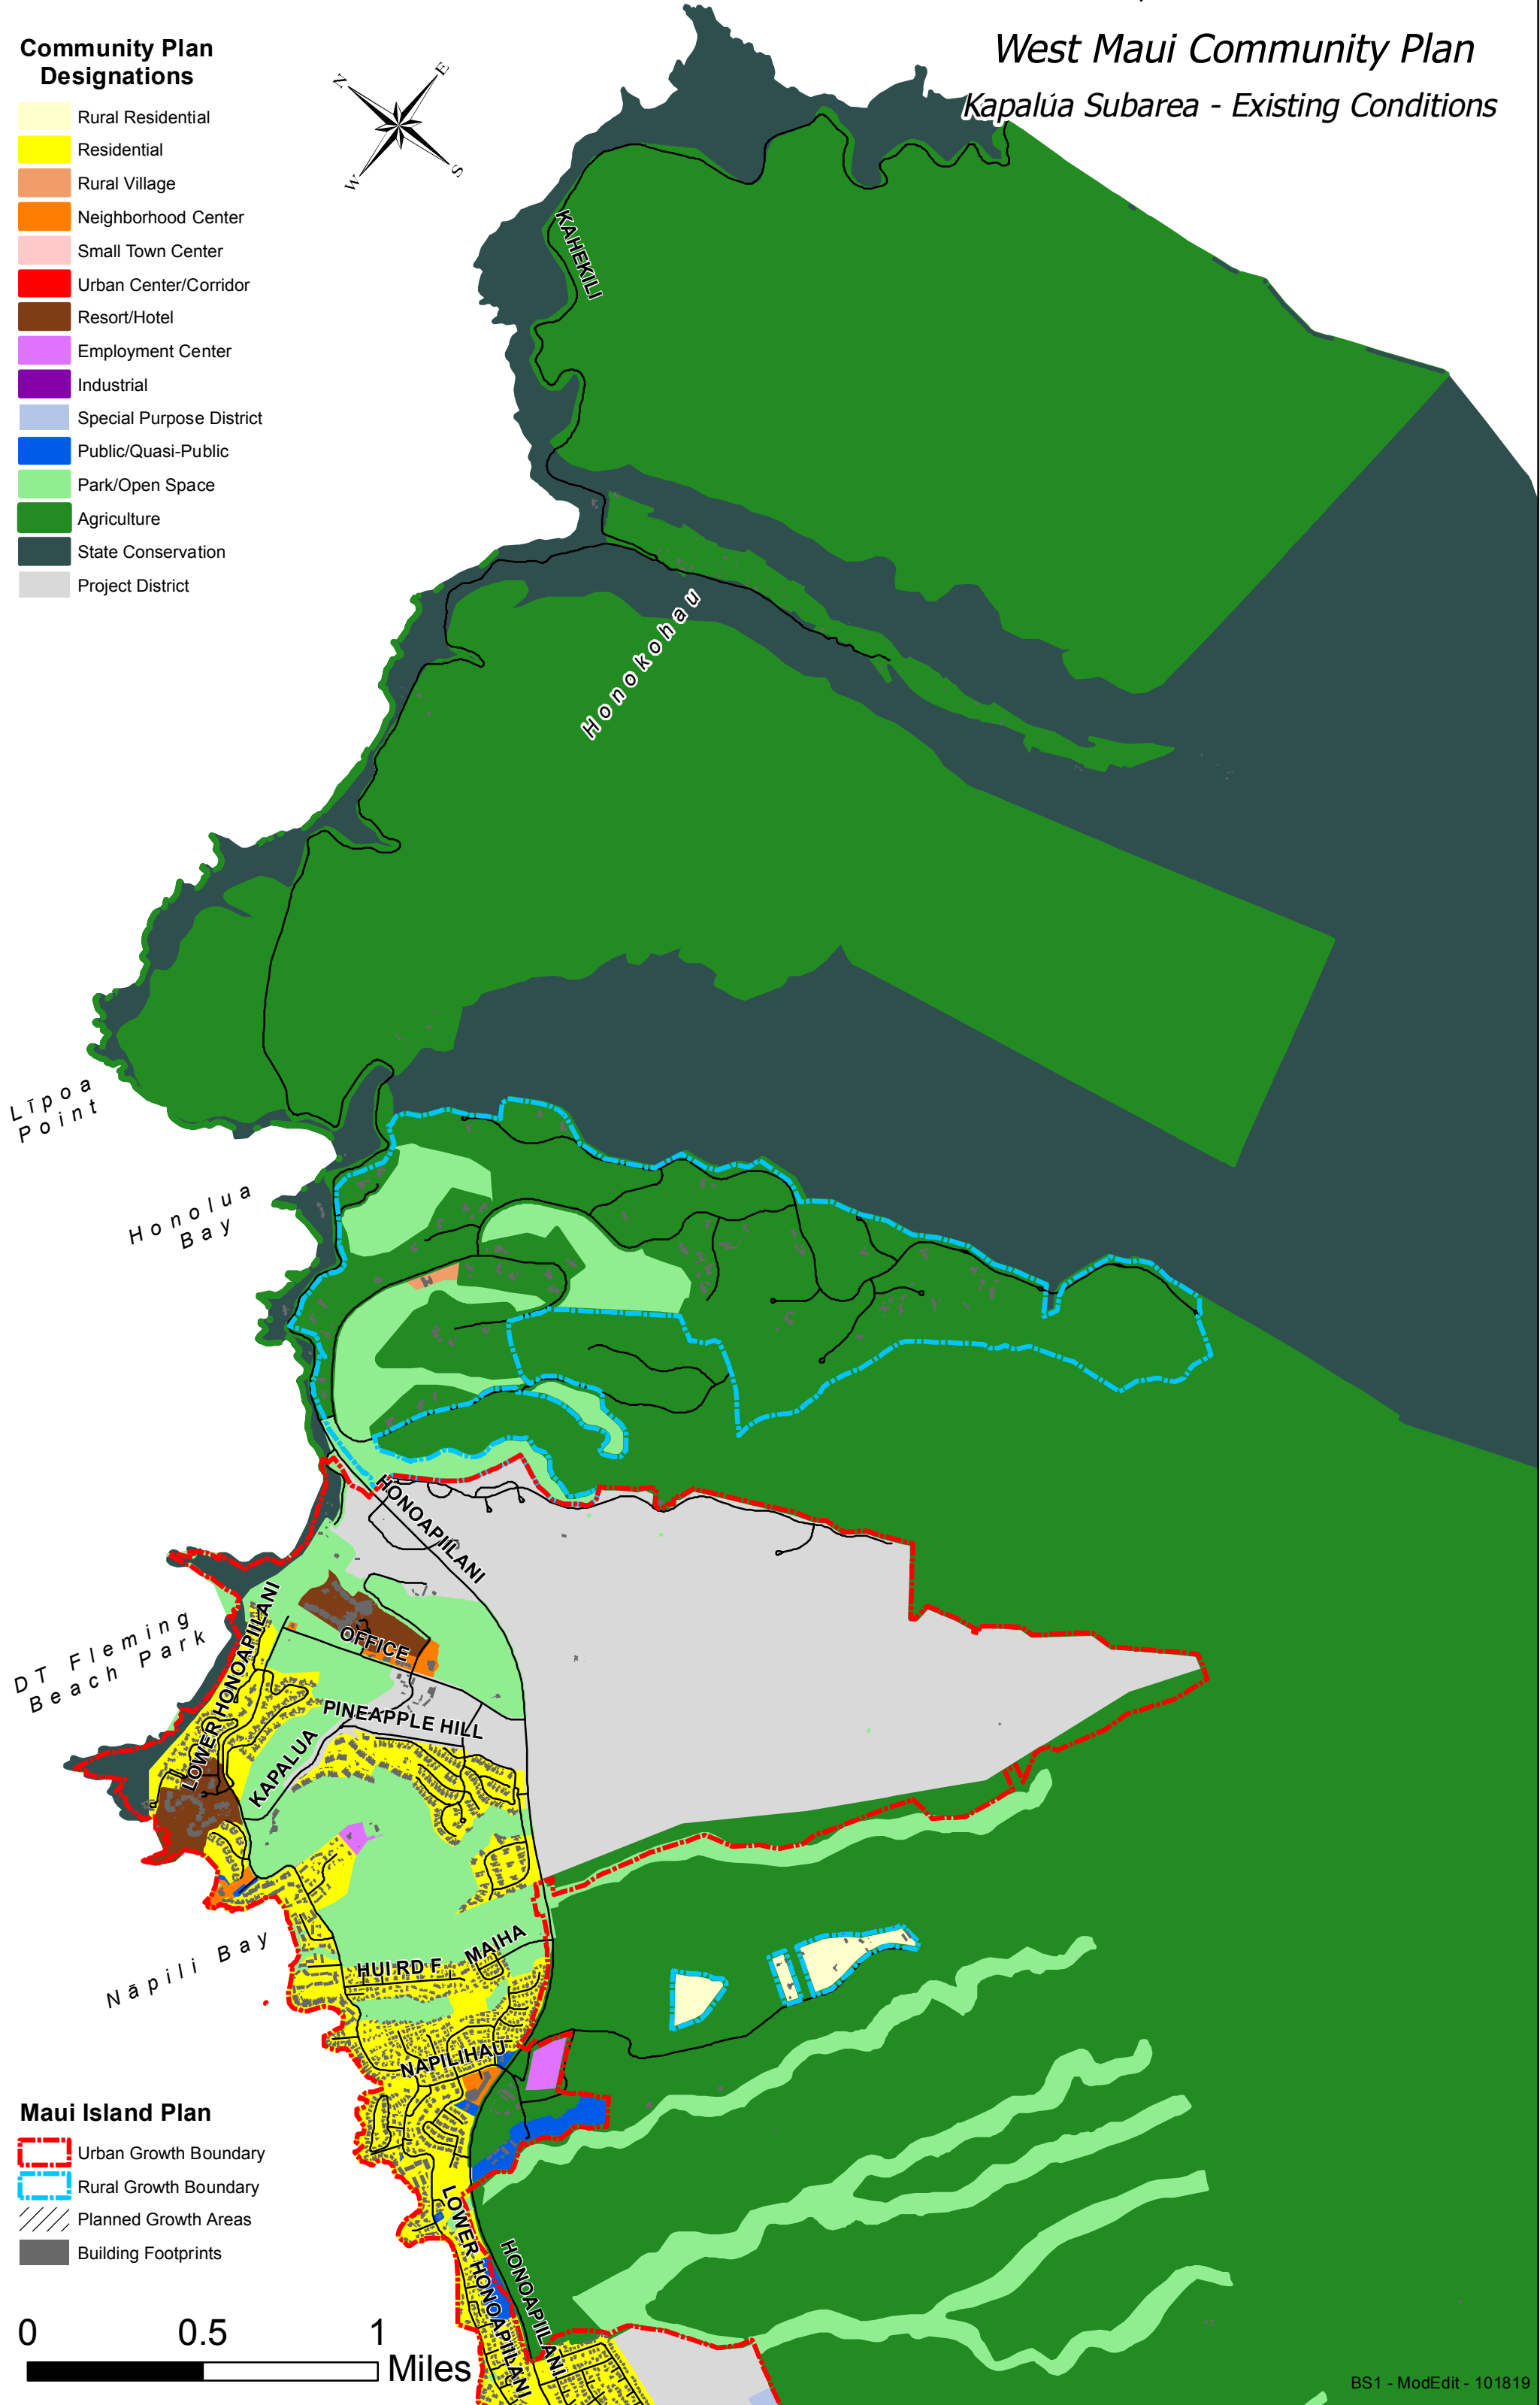 West Maui Community Plan
Kapalúa Subarea - Existing Conditions
Community Plan
Designations
Rural Residential
Residential
Rural Village
Neighborhood Center
Small Town Center
Urban Center/Corridor
Resort/Hotel
Employment Center
Industrial
Special Purpose District
Public/Quasi-Public
Park/Open Space
Agriculture
State Conservation
Project District
N
E
W
S
KAHEKILI
Honokohau
Līpoa
Point
Honolua
Bay
HONOAPIILANI
DT Fleming
Beach Park
LOWER HONOAPIILANI
OFFICE
PINEAPPLE HILL
KAPALUA
Nāpili Bay
HUI RD F
MAIHA
NAPILIHAU
LOWER HONOAPIILANI
HONOAPIILANI
Maui Island Plan
Urban Growth Boundary
Rural Growth Boundary
Planned Growth Areas
Building Footprints
0 0.5 1
Miles
BS1 - ModEdit - 101819